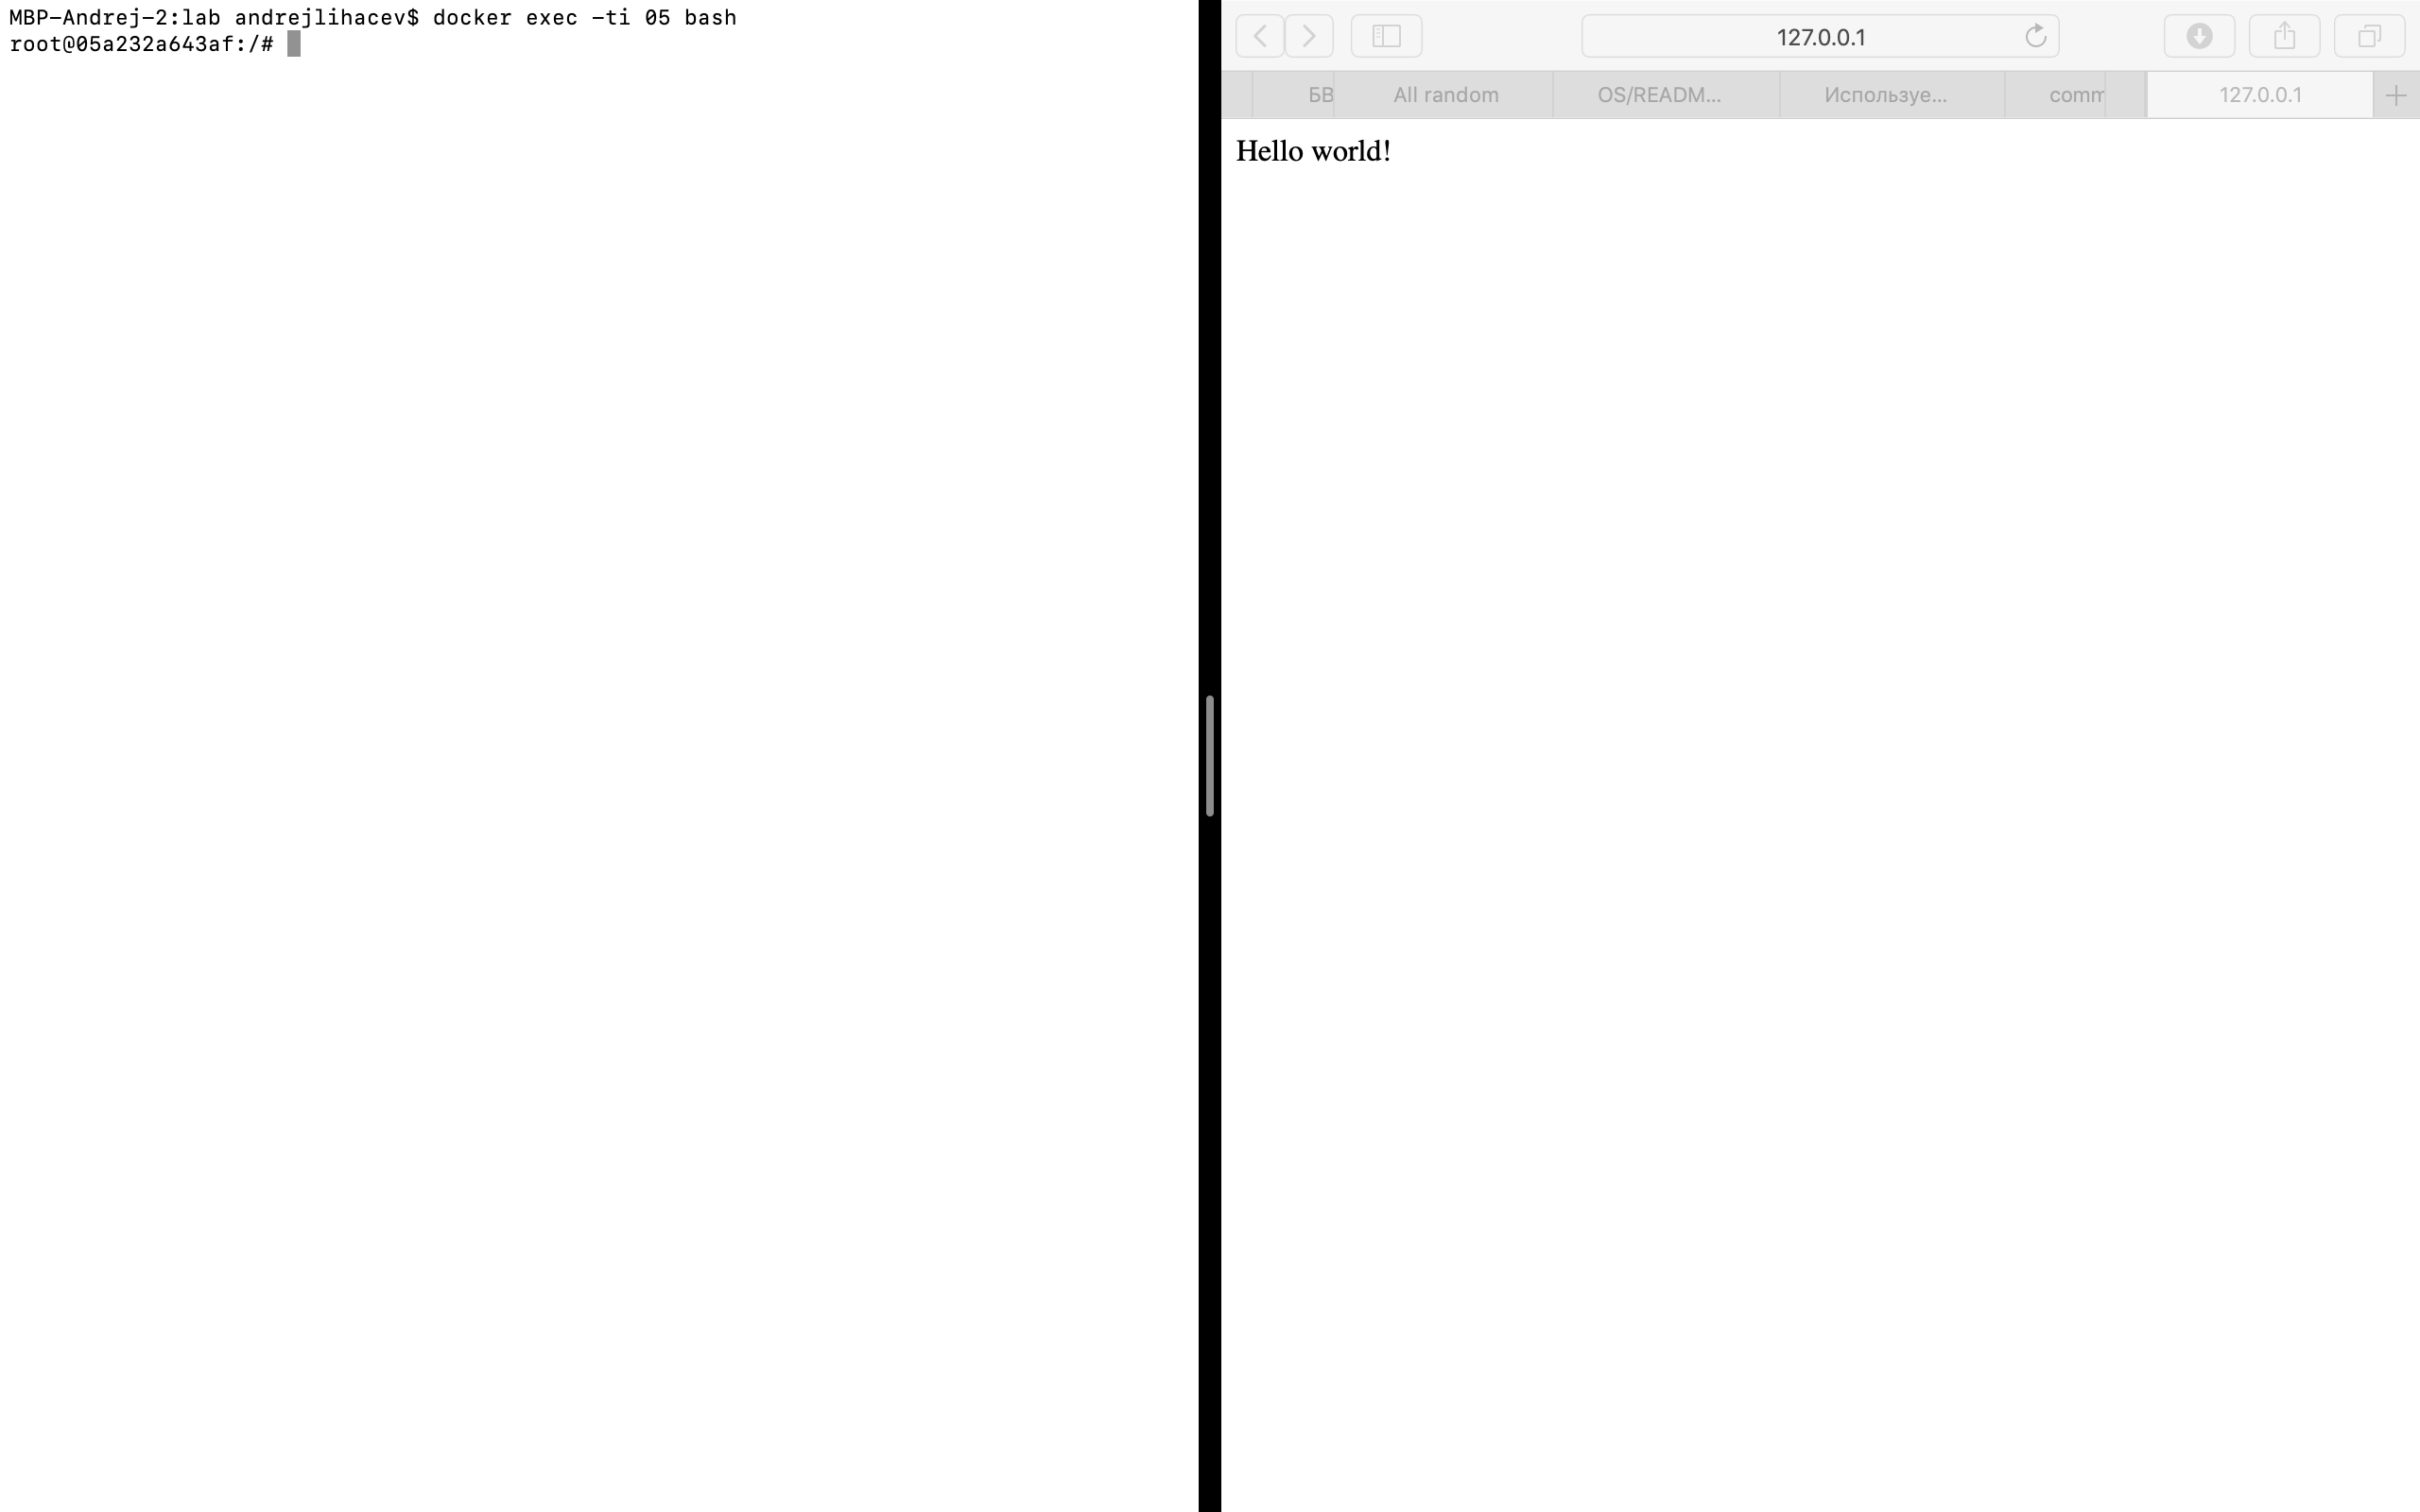 MBP-Andrej-2:lab andrejlihacev$ docker exec -ti 05 bash
root@05a232a643af:/#
127.0.0.1
БВ All random OS/READM... Используе... comm 127.0.0.1
Hello world!